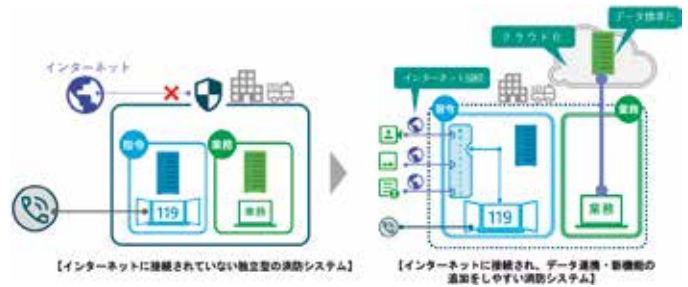 インターネット
指令
業務
119
業務
【インターネットに接続されていない独立型の消防システム】
データ標準化
クラウド化
インターネット接続
指令
業務
119
業務
【インターネットに接続され、データ連携・新機能の
追加をしやすい消防システム】